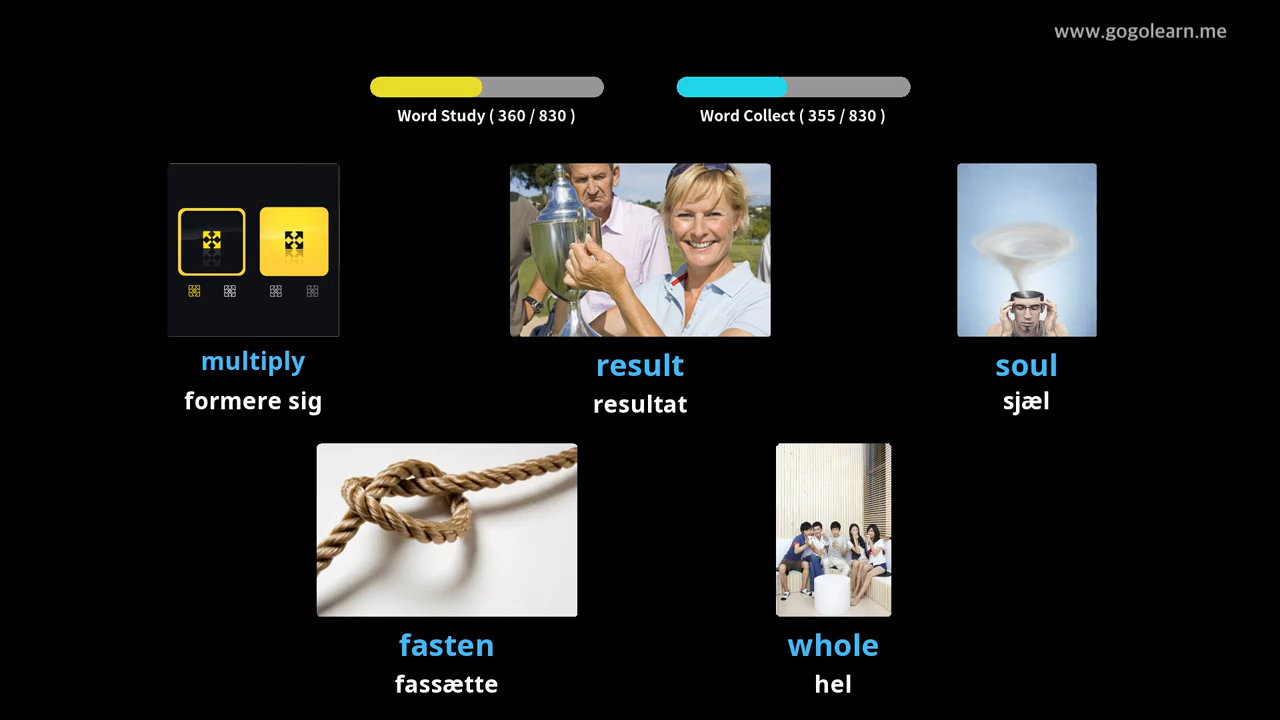 www.gogolearn.me
Word Study ( 360 / 830 )
Word Collect ( 355 / 830 )
multiply
formere sig
result
resultat
soul
sjæl
fasten
fassætte
whole
hel